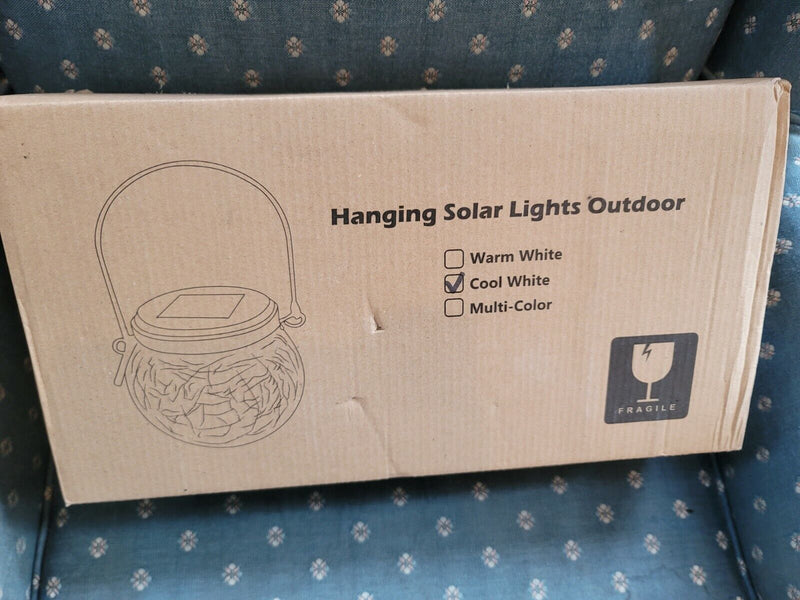 Hanging Solar Lights Outdoor
Warm White
Cool White
Multi-Color
FRAGILE